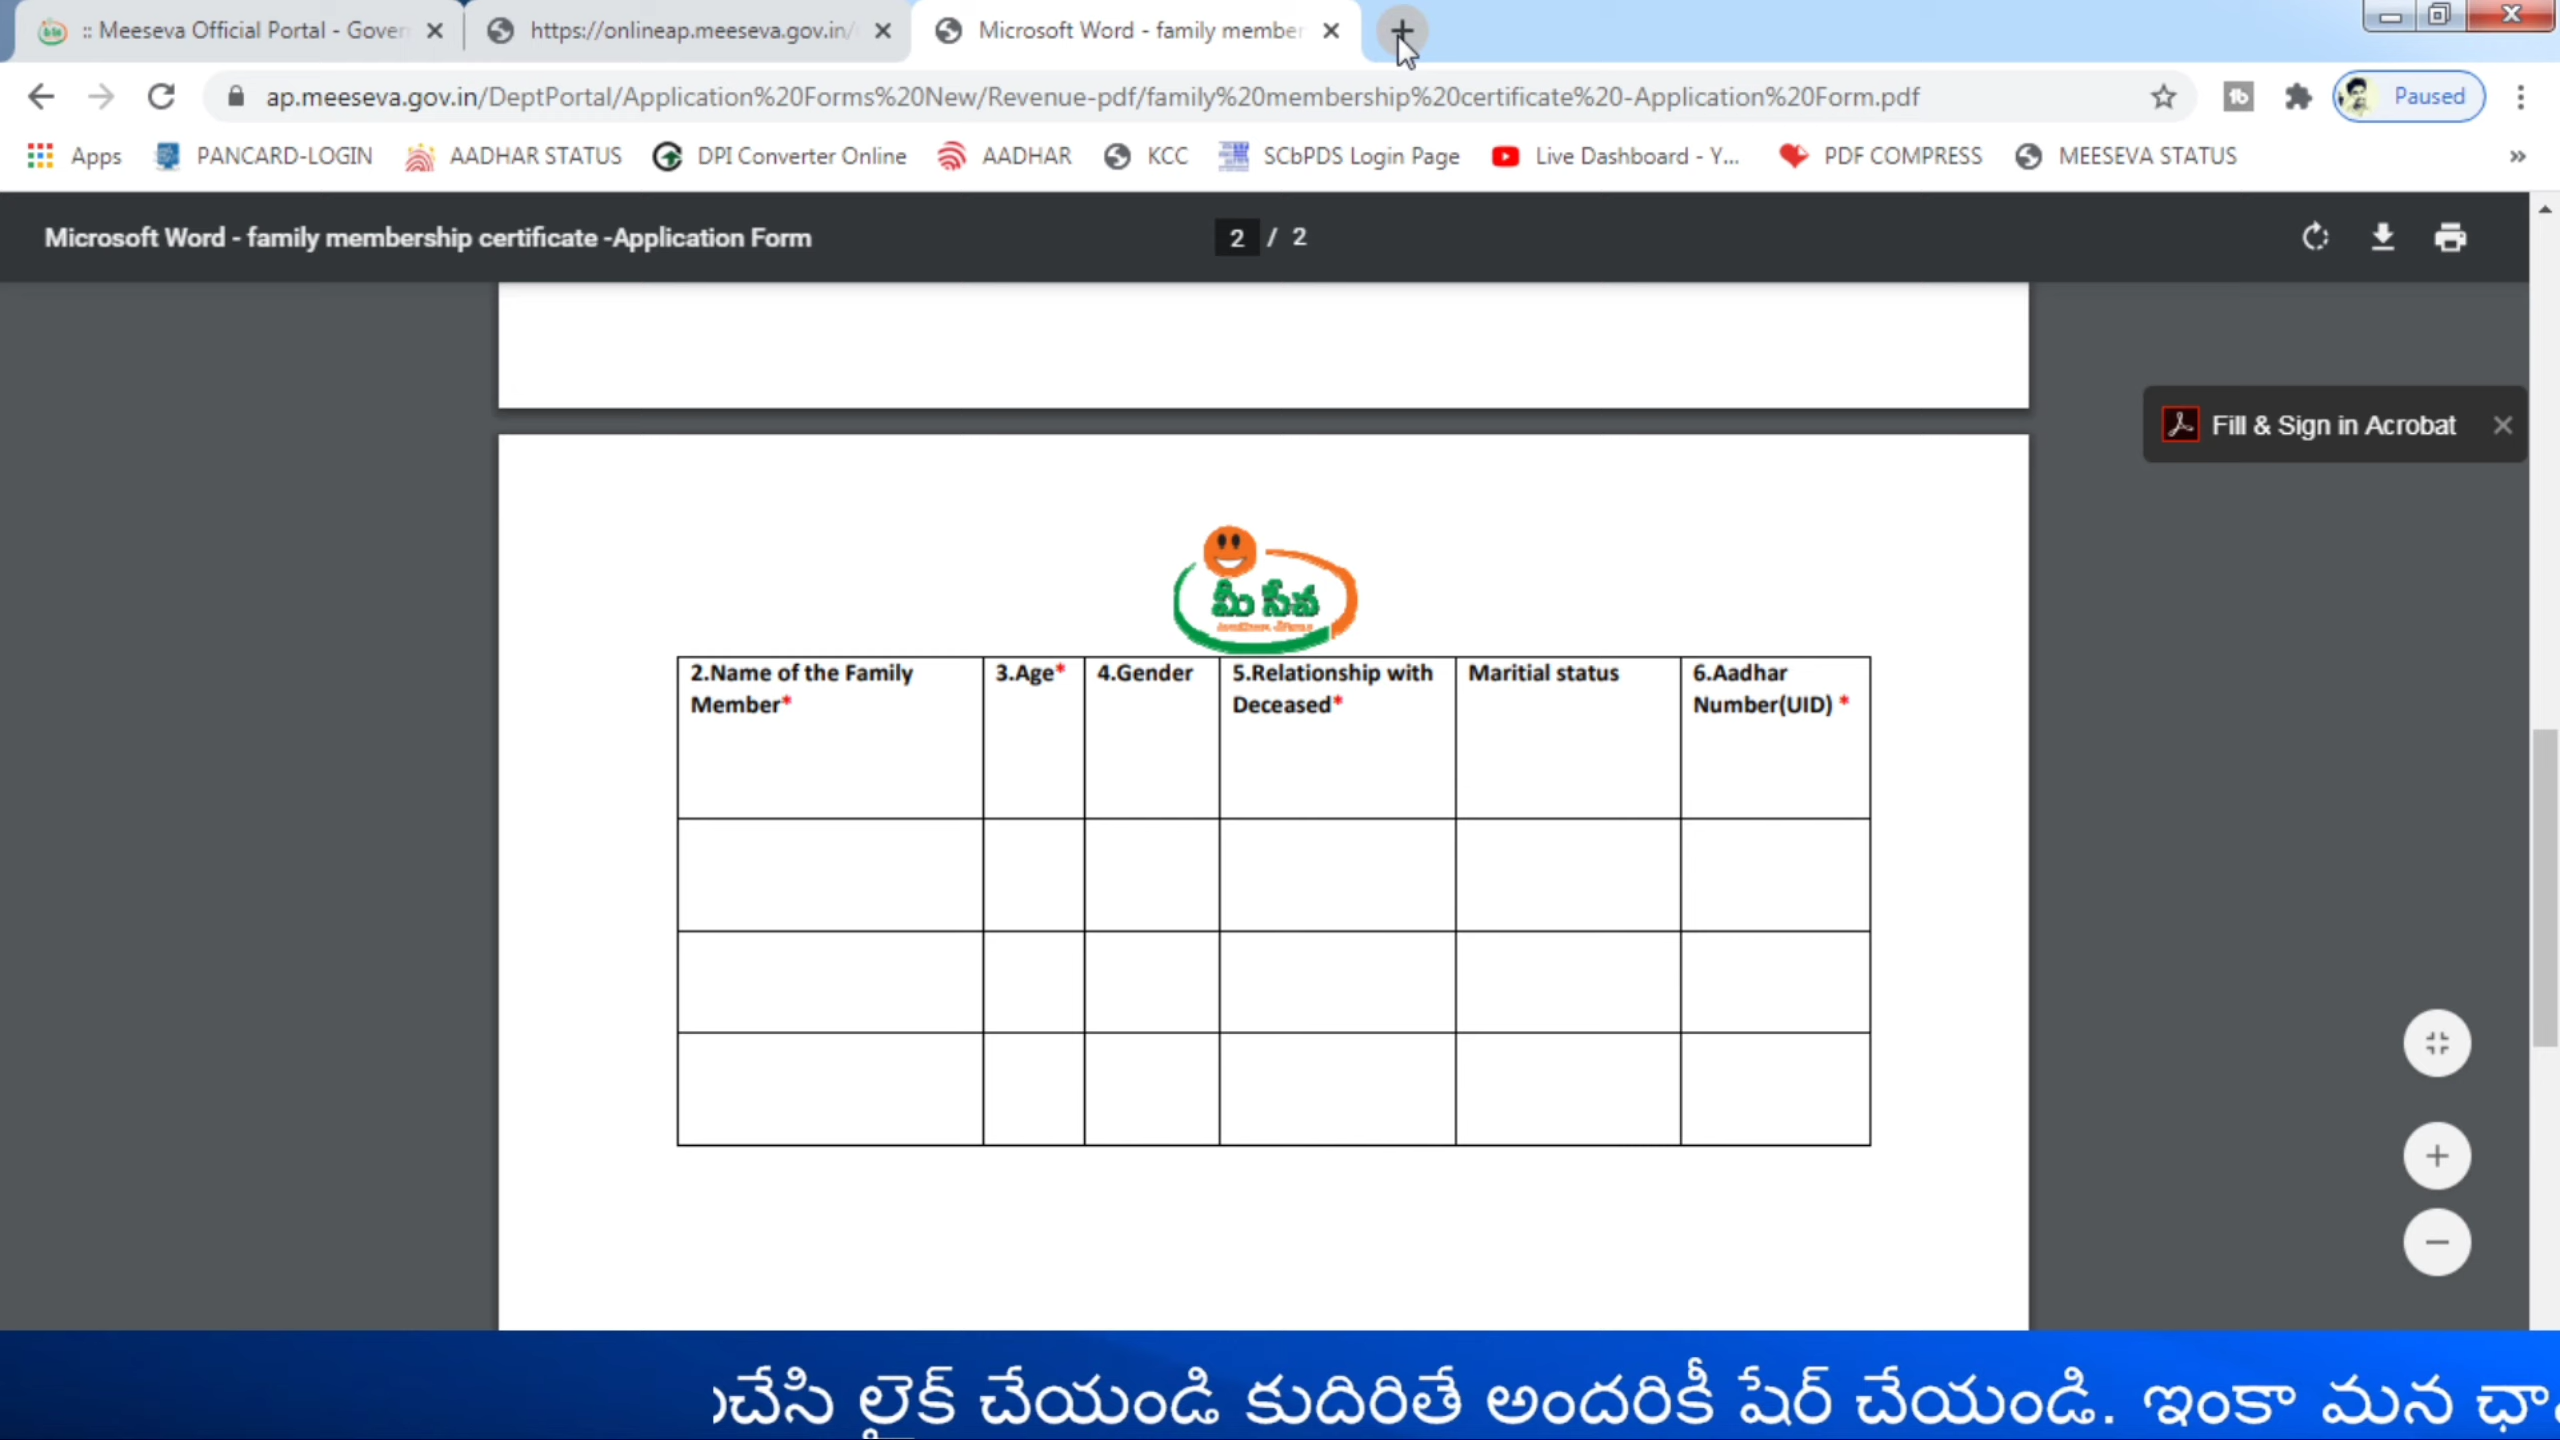 :: Meeseva Official Portal - Gover
https://onlineap.meeseva.gov.in/
Microsoft Word - family member
ap.meeseva.gov.in/DeptPortal/Application%20Forms%20New/Revenue-pdf/family%20membership%20certificate%20-Application%20Form.pdf
Paused
Apps
PANCARD-LOGIN
AADHAR STATUS
DPI Converter Online
AADHAR
KCC
SCbPDS Login Page
Live Dashboard - Y...
PDF COMPRESS
MEESEVA STATUS
Microsoft Word - family membership certificate -Application Form
2 / 2
Fill & Sign in Acrobat
మీ సేవ
2.Name of the Family
Member*
3.Age*
4.Gender
5.Relationship with
Deceased*
Maritial status
6.Aadhar
Number(UID) *
లైక్ చేయండి కుదిరితే అందరికీ షేర్ చేయండి. ఇంకా మన